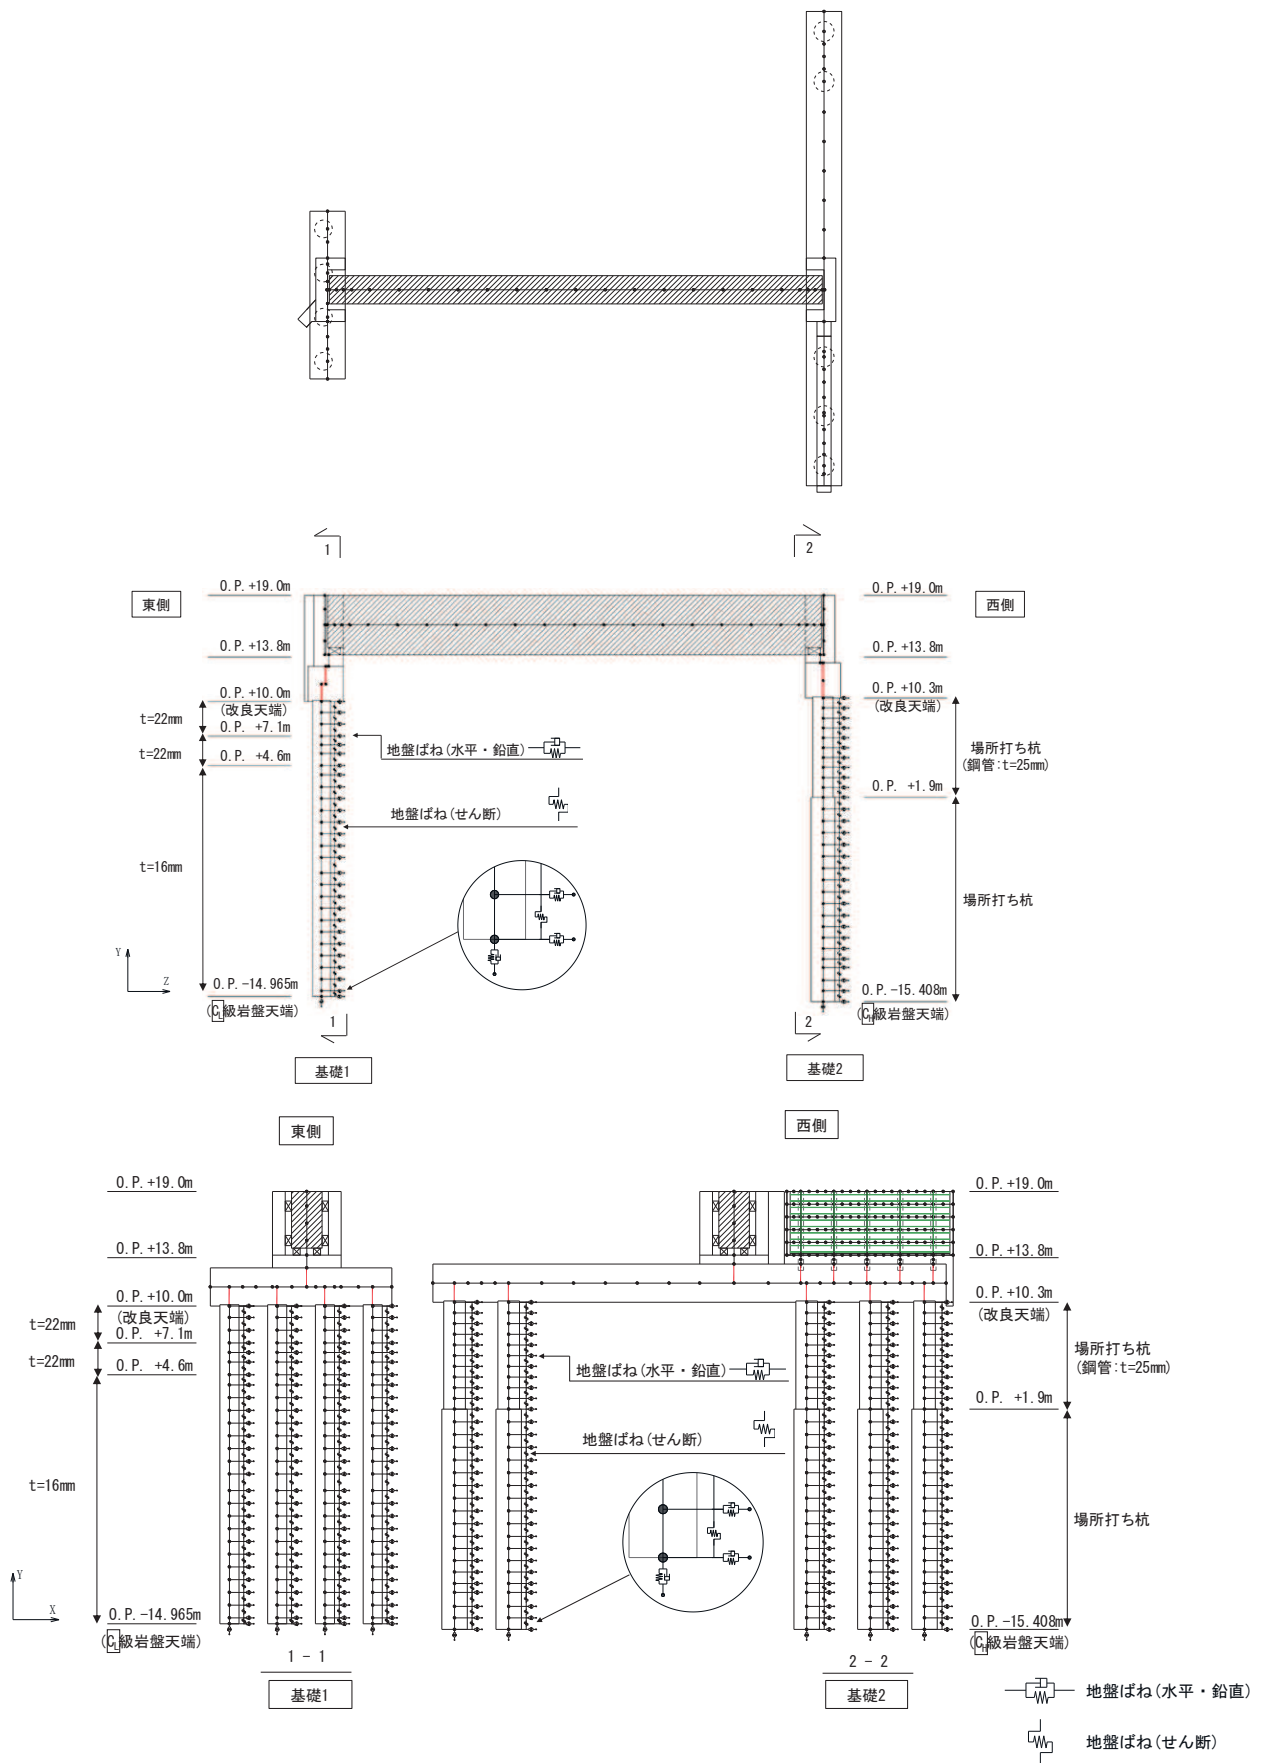 1
2
東側
O.P.+19.0m
O.P.+13.8m
O.P.+10.0m
(改良天端)
t=22mm
O.P. +7.1m
t=22mm
O.P. +4.6m
t=16mm
O.P.-14.965m
(CL級岩盤天端)
Y
Z
地盤ばね(水平・鉛直)
地盤ばね(せん断)
O.P.+19.0m
西側
O.P.+13.8m
O.P.+10.3m
(改良天端)
場所打ち杭
(鋼管:t=25mm)
O.P. +1.9m
場所打ち杭
O.P.-15.408m
(CH級岩盤天端)
1
2
基礎1
基礎2
東側
西側
O.P.+19.0m
O.P.+13.8m
O.P.+10.0m
(改良天端)
t=22mm
O.P. +7.1m
t=22mm
O.P. +4.6m
t=16mm
O.P.-14.965m
(CL級岩盤天端)
Y
X
地盤ばね(水平・鉛直)
地盤ばね(せん断)
O.P.+19.0m
O.P.+13.8m
O.P.+10.3m
(改良天端)
場所打ち杭
(鋼管:t=25mm)
O.P. +1.9m
場所打ち杭
O.P.-15.408m
(CH級岩盤天端)
1 - 1
基礎1
2 - 2
基礎2
地盤ばね(水平・鉛直)
地盤ばね(せん断)